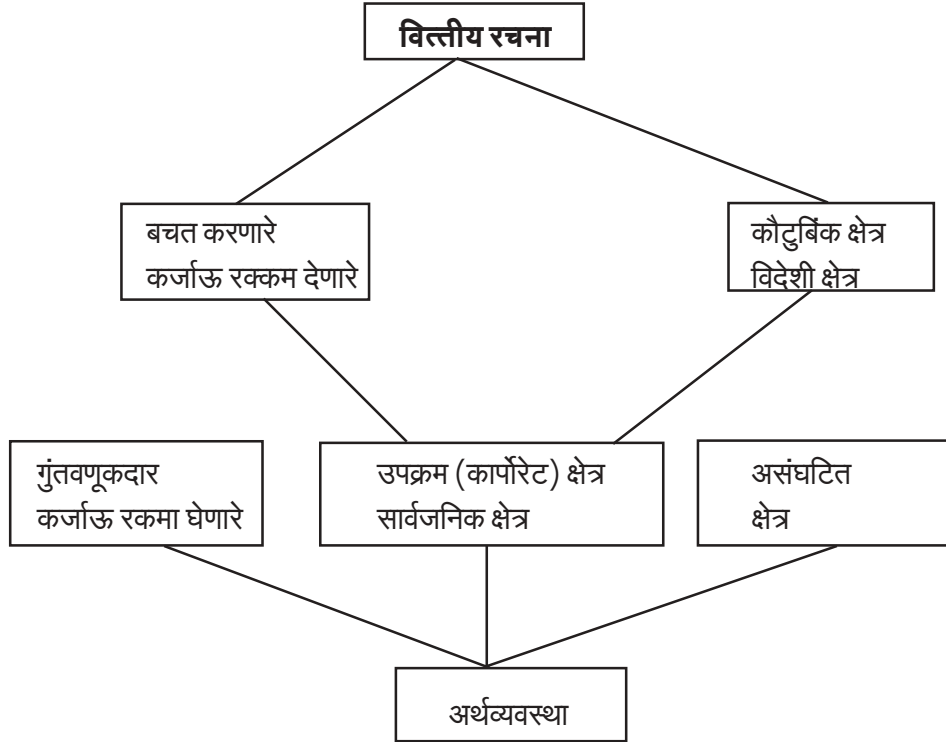 वित्तीय रचना
बचत करणारे
कर्जाऊ रक्कम देणारे
कौटुबिंक क्षेत्र
विदेशी क्षेत्र
गुंतवणूकदार
कर्जाऊ रकमा घेणारे
उपक्रम (कार्पोरेट) क्षेत्र
सार्वजनिक क्षेत्र
असंघटित
क्षेत्र
अर्थव्यवस्था